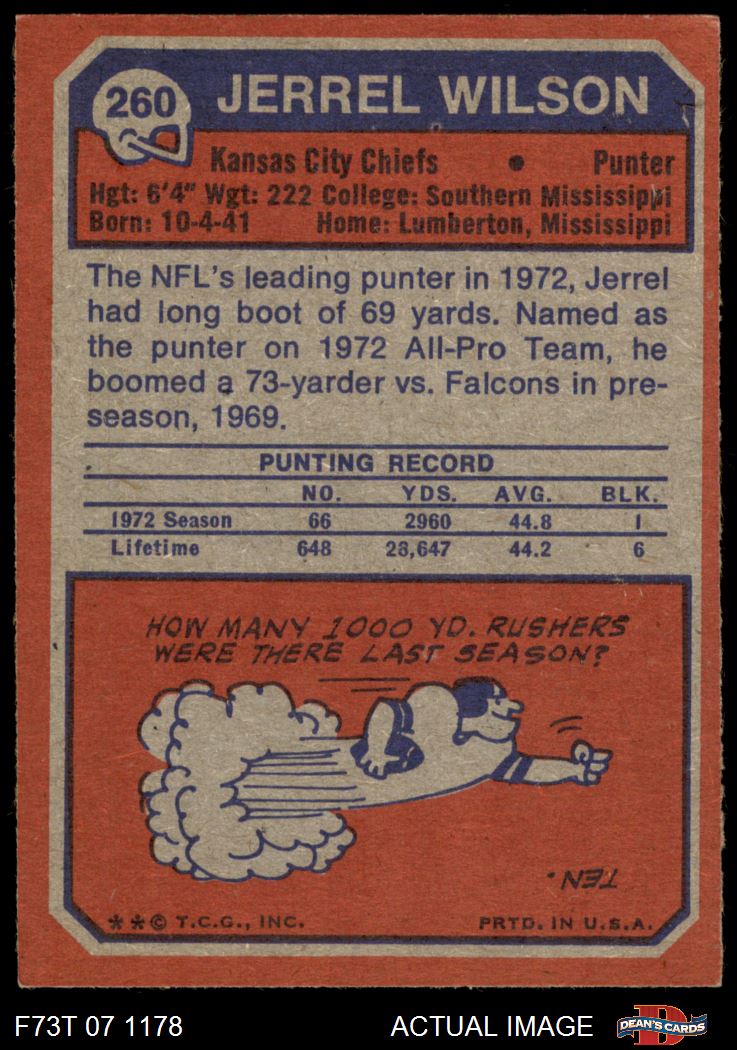 260 JERREL WILSON
Kansas City Chiefs • Punter
Hgt: 6'4" Wgt: 222 College: Southern Mississippi
Born: 10-4-41 Home: Lumberton, Mississippi
The NFL's leading punter in 1972, Jerrel
had long boot of 69 yards. Named as
the punter on 1972 All-Pro Team, he
boomed a 73-yarder vs. Falcons in pre-
season, 1969.
PUNTING RECORD
NO. YDS. AVG. BLK.
1972 Season 66 2960 44.8 1
Lifetime 648 28,647 44.2 6
HOW MANY 1000 YD. RUSHERS
WERE THERE LAST SEASON?
TEN.
**© T.C.G., INC. PRTD. IN U.S.A.
F73T 07 1178 ACTUAL IMAGE D DEAN'S CARDS